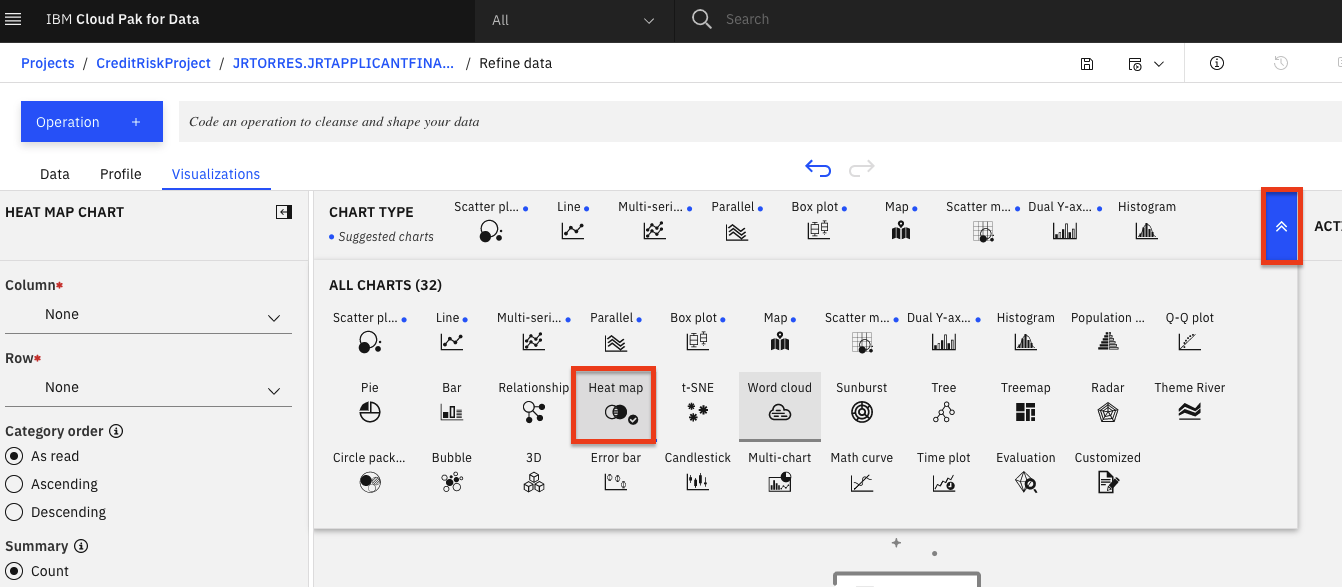 IBM Cloud Pak for Data All Search
Projects / CreditRiskProject / JRTORRES.JRTAPPLICANTFINA... / Refine data
Operation + Code an operation to cleanse and shape your data
Data Profile Visualizations
HEAT MAP CHART
Column*
None
Row*
None
Category order
As read
Ascending
Descending
Summary
Count
CHART TYPE
Suggested charts
Scatter pl... Line Multi-seri... Parallel Box plot Map Scatter m... Dual Y-ax... Histogram
ACT
ALL CHARTS (32)
Scatter pl... Line Multi-seri... Parallel Box plot Map Scatter m... Dual Y-ax... Histogram Population ... Q-Q plot
Pie Bar Relationship Heat map t-SNE Word cloud Sunburst Tree Treemap Radar Theme River
Circle pack... Bubble 3D Error bar Candlestick Multi-chart Math curve Time plot Evaluation Customized